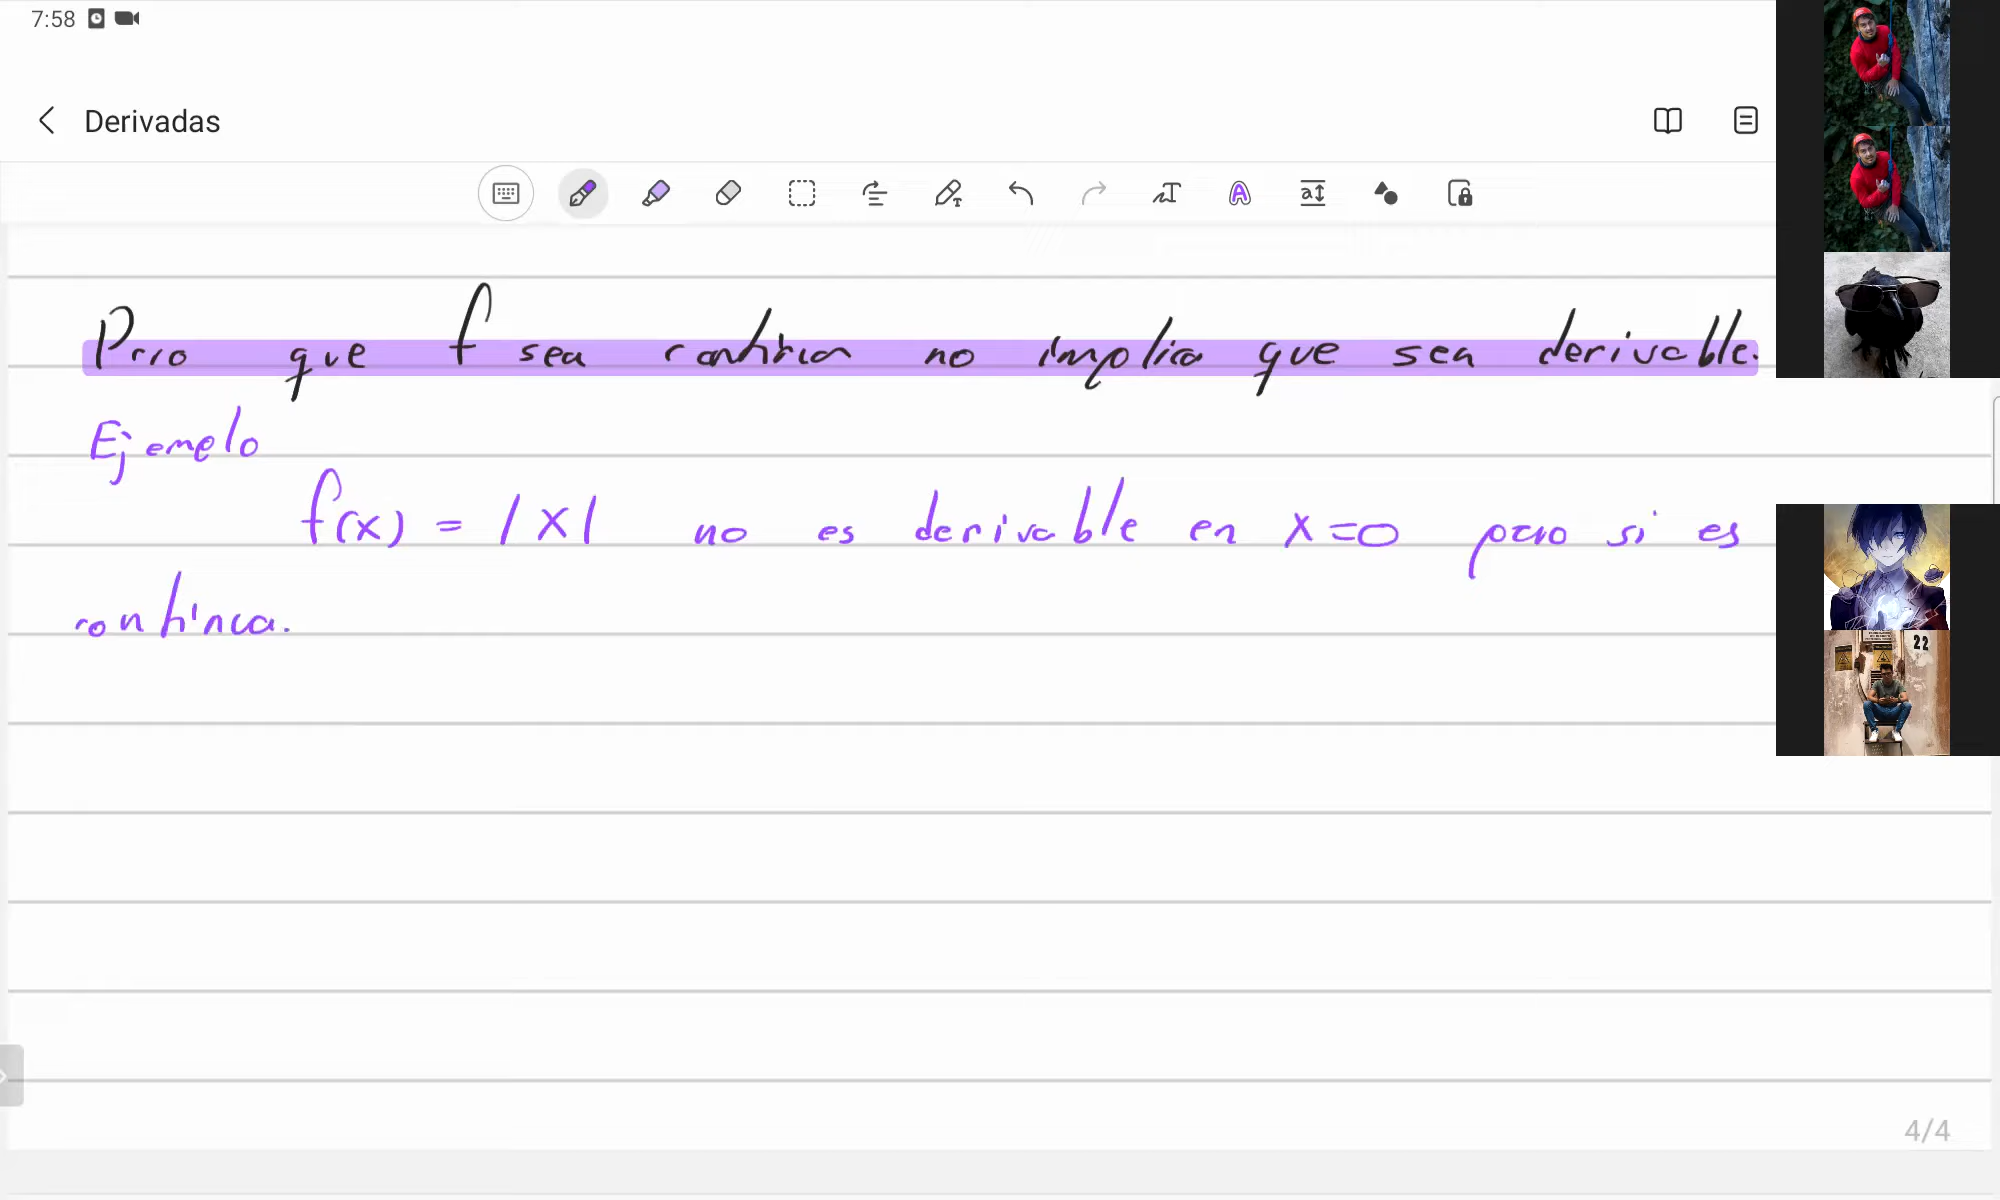 7:58
Derivadas
Pero que f sea continua no implica que sea derivable.
Ejemplo
f(x) = |x| no es derivable en x=0 pero si es
continua.
22
4/4